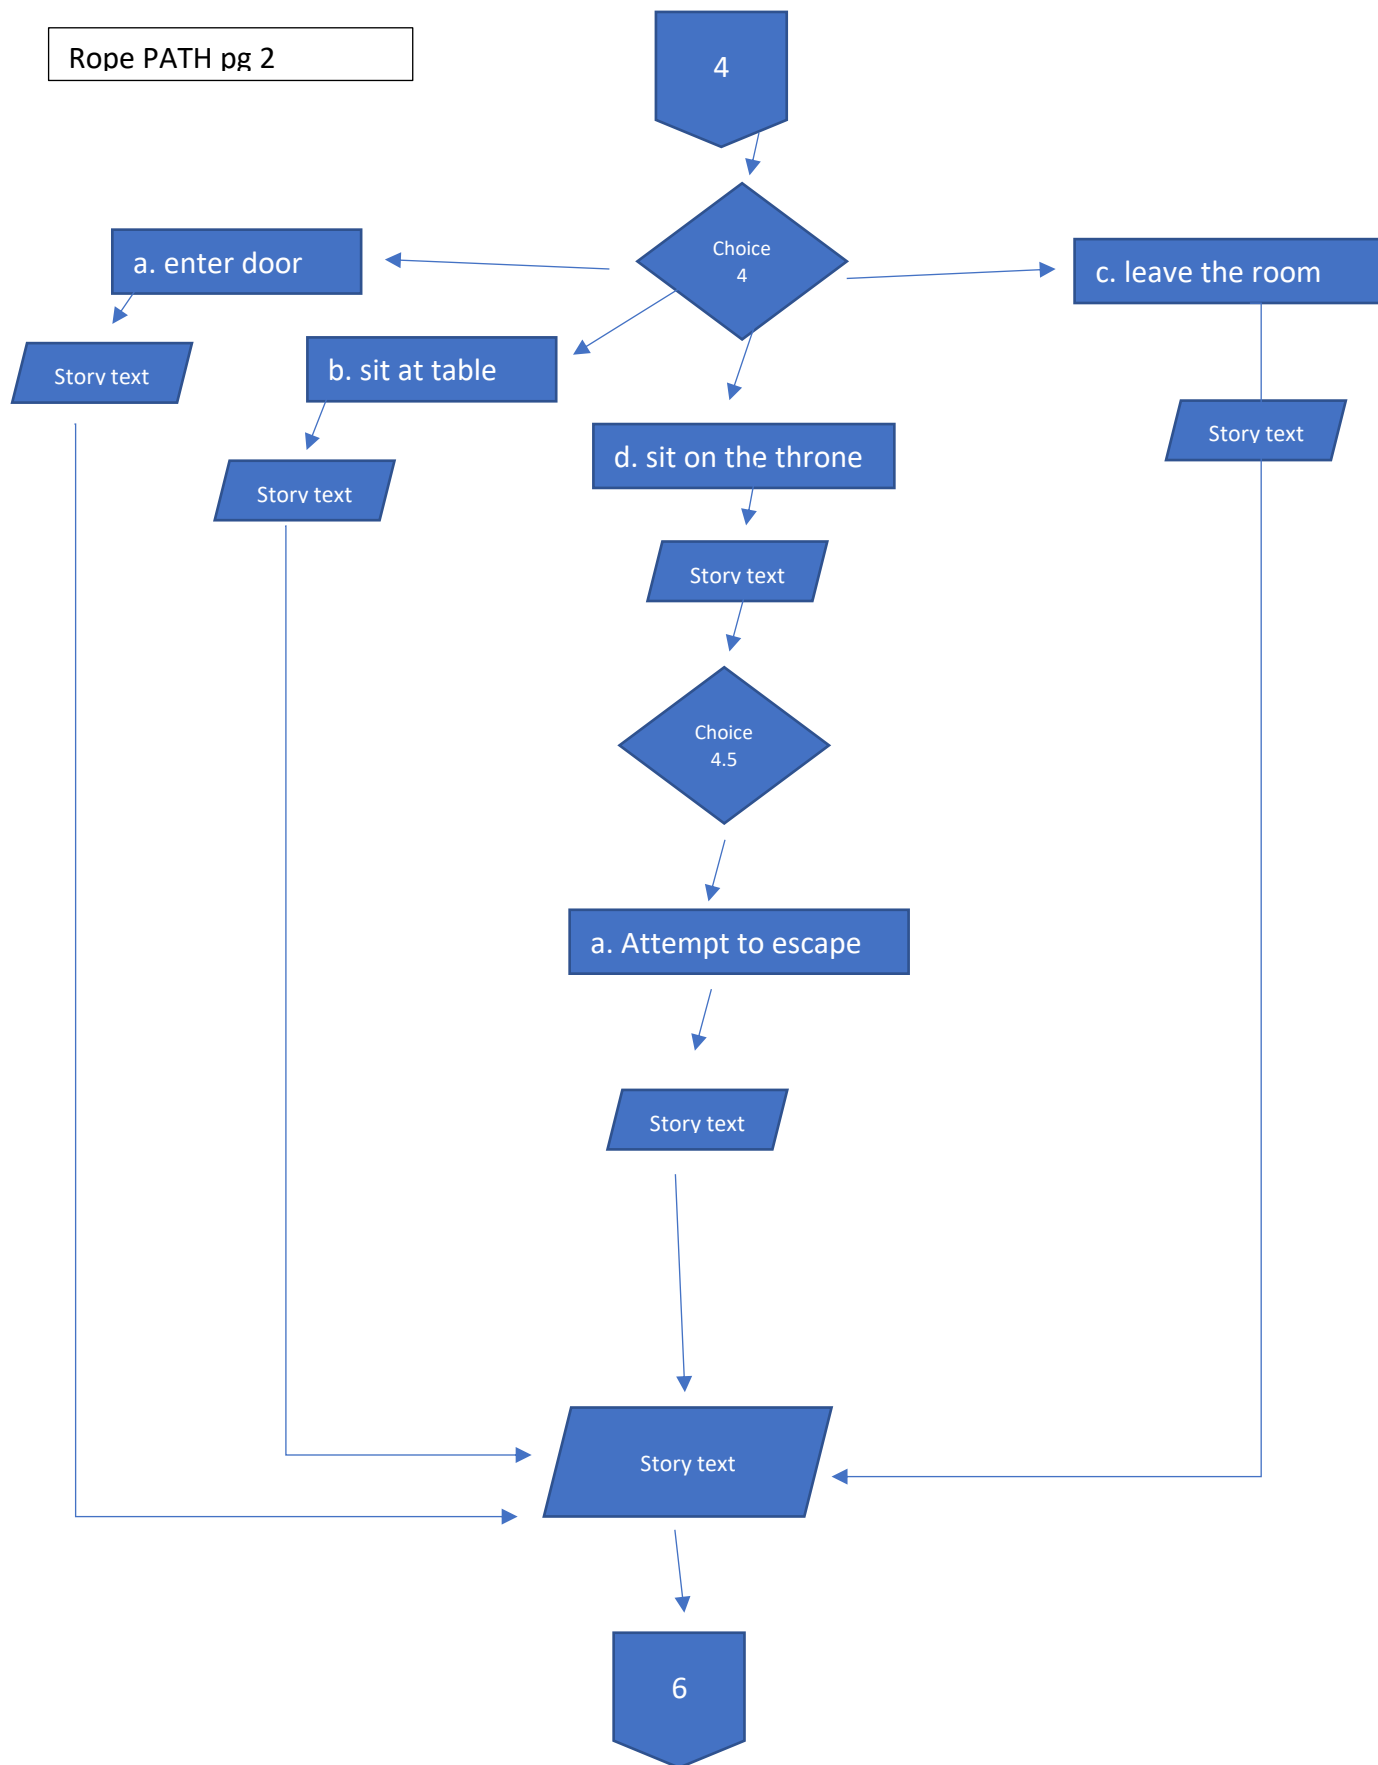 Rope PATH pg 2
4
Choice
4
a. enter door
c. leave the room
Story text
b. sit at table
Story text
d. sit on the throne
Story text
Story text
Choice
4.5
a. Attempt to escape
Story text
Story text
6